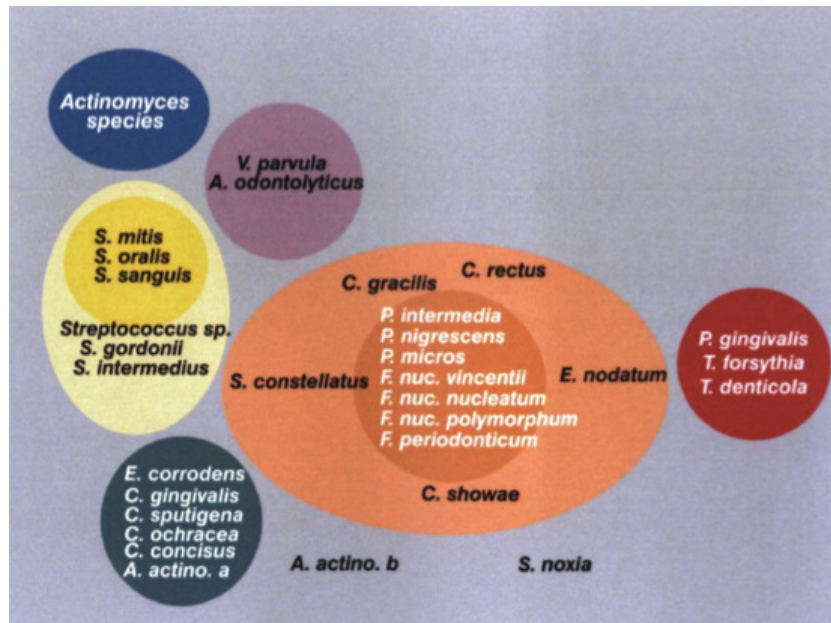 Actinomyces
species
V. parvula
A. odontolyticus
S. mitis
S. oralis
S. sanguis
Streptococcus sp.
S. gordonii
S. intermedius
C. gracilis
C. rectus
P. intermedia
P. nigrescens
P. micros
F. nuc. vincentii
F. nuc. nucleatum
F. nuc. polymorphum
F. periodonticum
S. constellatus
E. nodatum
C. showae
P. gingivalis
T. forsythia
T. denticola
E. corrodens
C. gingivalis
C. sputigena
C. ochracea
C. concisus
A. actino. a
A. actino. b
S. noxia